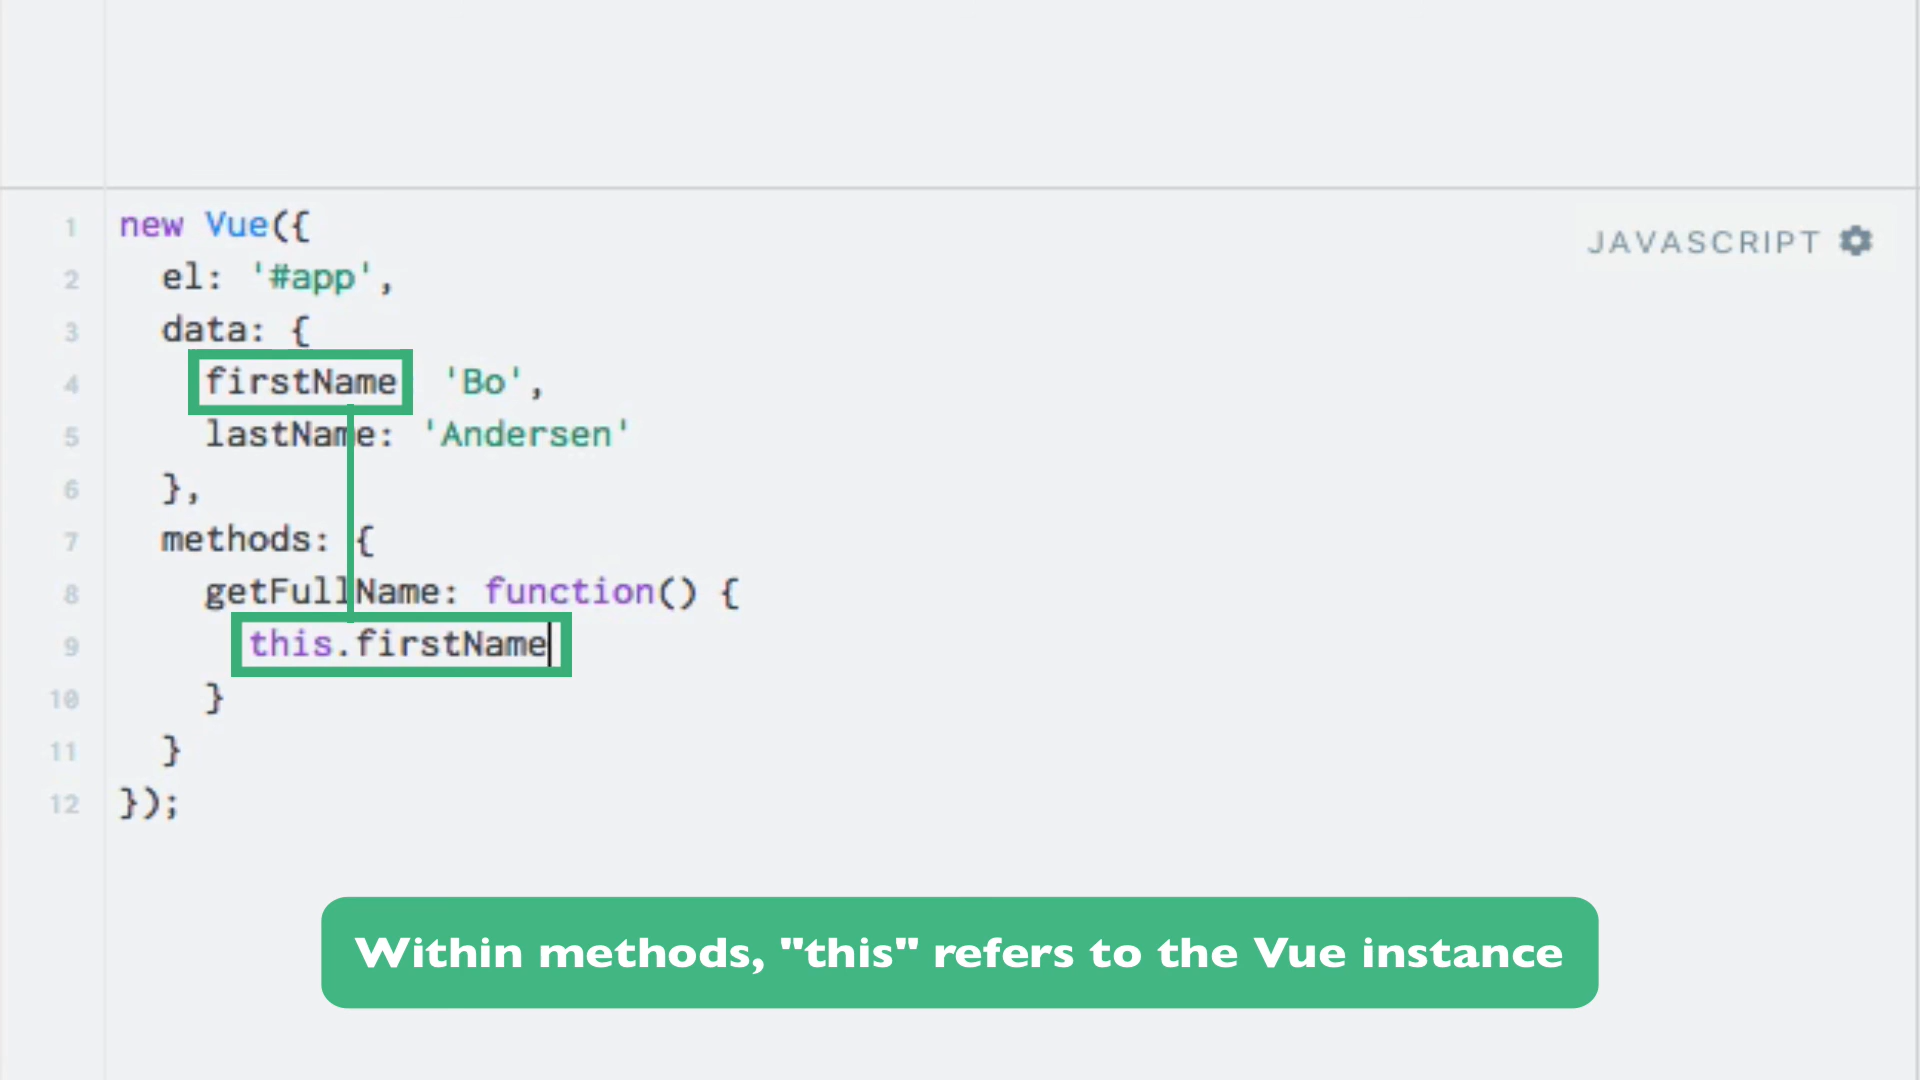 JAVASCRIPT
1 new Vue({
2 el: '#app',
3 data: {
4 firstName 'Bo',
5 lastName: 'Andersen'
6 },
7 methods: {
8 getFullName: function() {
9 this.firstName
10 }
11 }
12 });
Within methods, "this" refers to the Vue instance